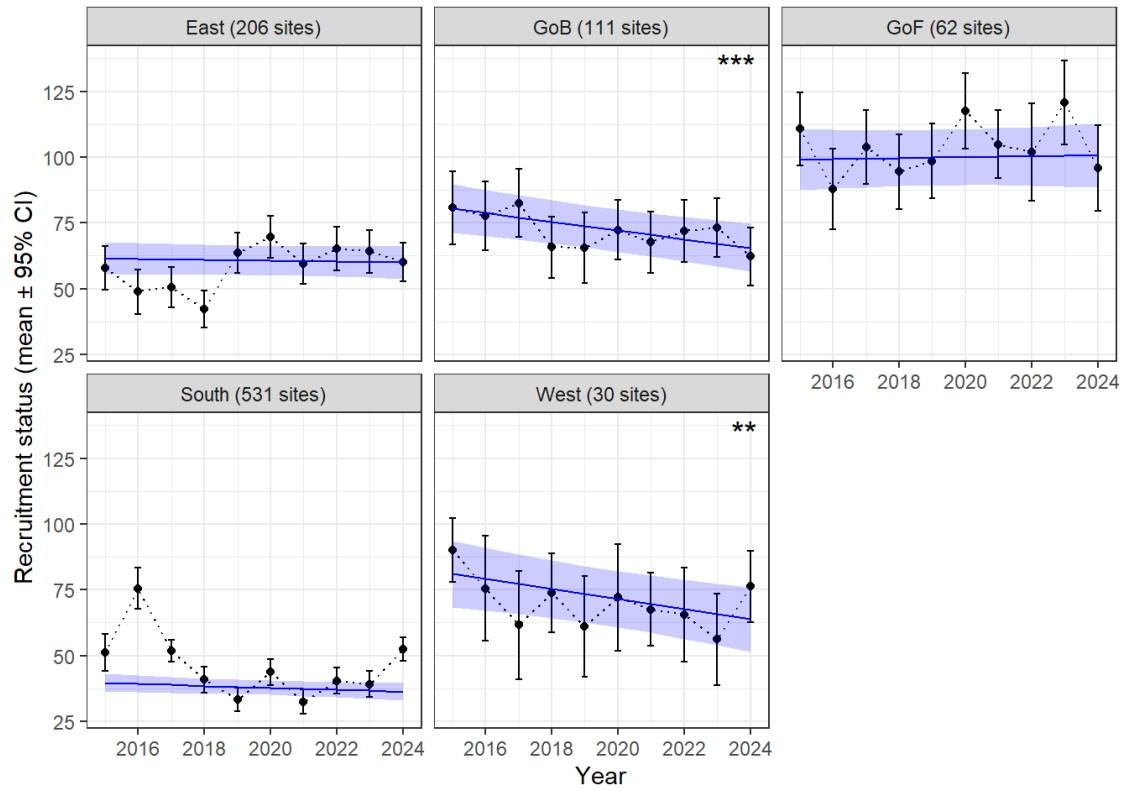 East (206 sites)
GoB (111 sites)
GoF (62 sites)
***
125
100
75
50
25
2016 2018 2020 2022 2024
South (531 sites)
West (30 sites)
**
125
100
75
50
25
2016 2018 2020 2022 2024
2016 2018 2020 2022 2024
Recruitment status (mean ± 95% CI)
Year